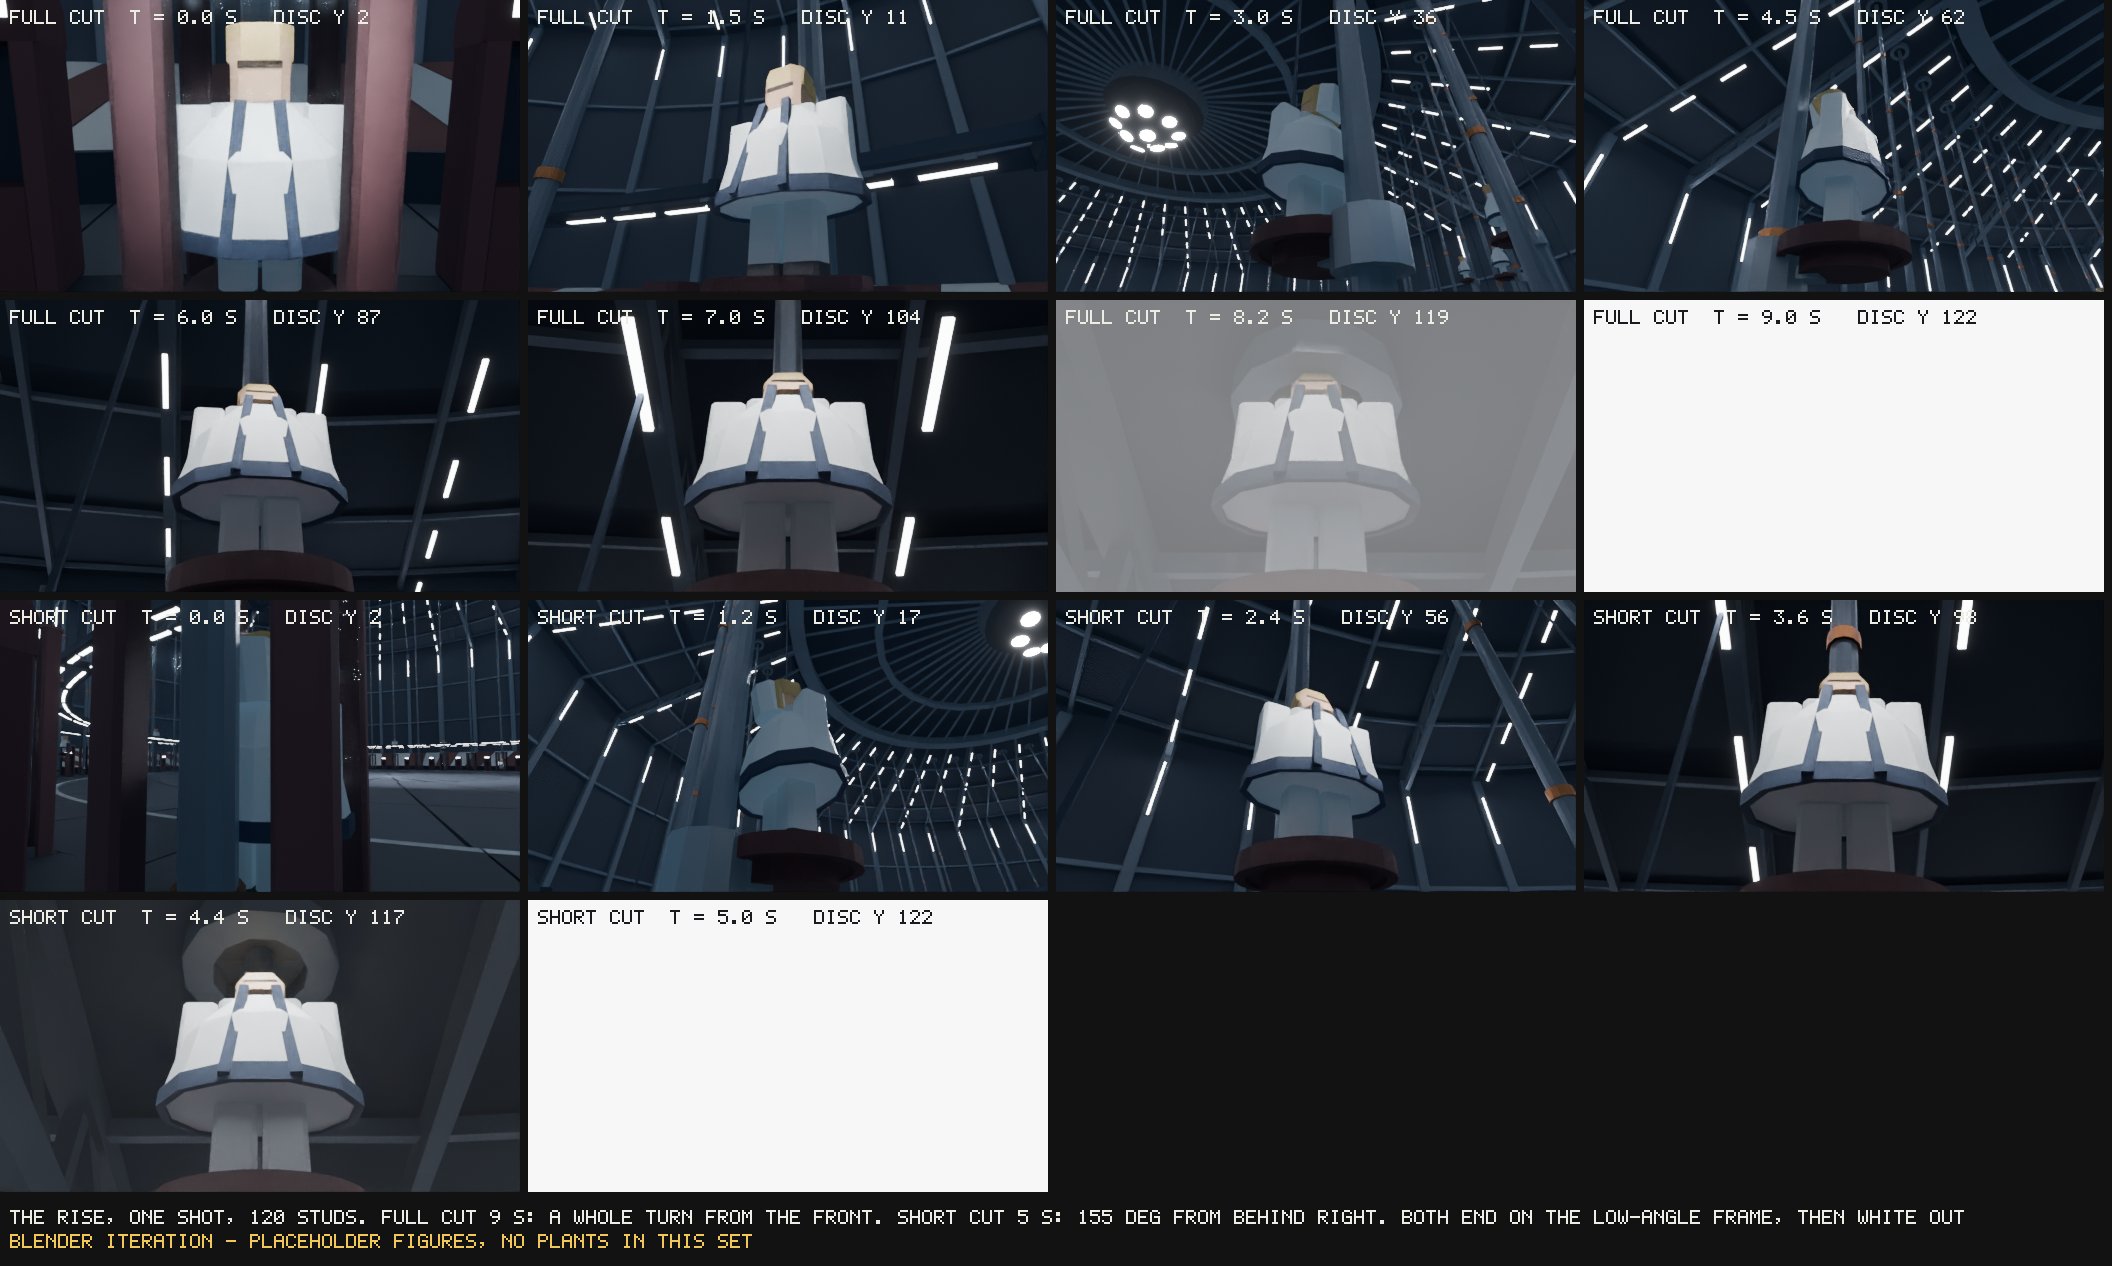 FULL CUT T = 0.0 S DISC Y 2
FULL CUT T = 1.5 S DISC Y 11
FULL CUT T = 3.0 S DISC Y 36
FULL CUT T = 4.5 S DISC Y 62
FULL CUT T = 6.0 S DISC Y 87
FULL CUT T = 7.0 S DISC Y 104
FULL CUT T = 8.2 S DISC Y 119
FULL CUT T = 9.0 S DISC Y 122
SHORT CUT T = 0.0 S DISC Y 2
SHORT CUT T = 1.2 S DISC Y 17
SHORT CUT T = 2.4 S DISC Y 56
SHORT CUT T = 3.6 S DISC Y
SHORT CUT T = 4.4 S DISC Y 117
SHORT CUT T = 5.0 S DISC Y 122
THE RISE, ONE SHOT, 120 STUDS. FULL CUT 9 S: A WHOLE TURN FROM THE FRONT. SHORT CUT 5 S: 155 DEG FROM BEHIND RIGHT. BOTH END ON THE LOW-ANGLE FRAME, THEN WHITE OUT
BLENDER ITERATION - PLACEHOLDER FIGURES, NO PLANTS IN THIS SET